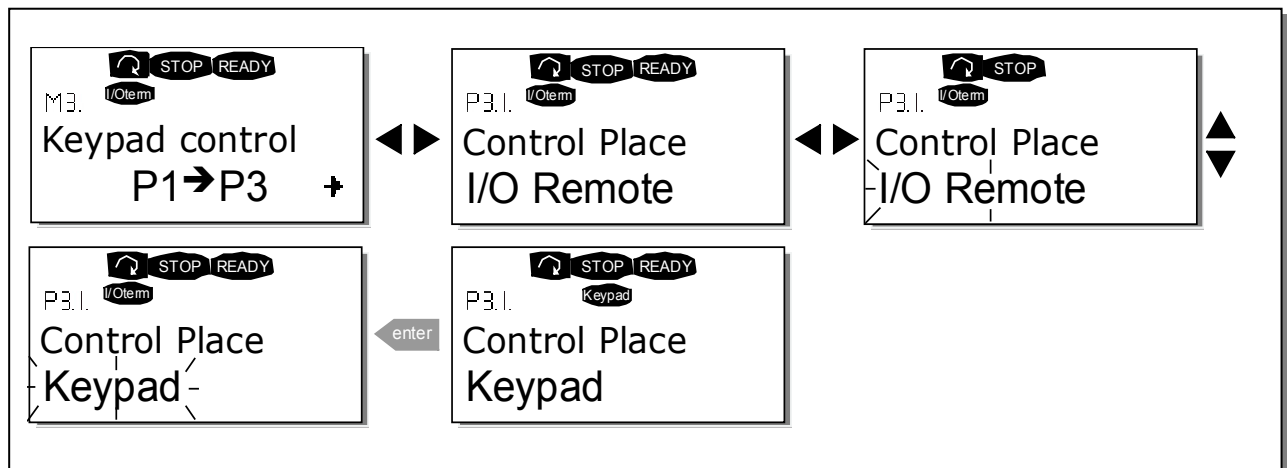 STOP READY
I/Oterm
M3.
Keypad control
P1➔P3
STOP READY
I/Oterm
P3.1.
Control Place
I/O Remote
STOP
I/Oterm
P3.1.
Control Place
I/O Remote
STOP READY
I/Oterm
P3.1.
Control Place
Keypad
enter
STOP READY
Keypad
P3.1.
Control Place
Keypad